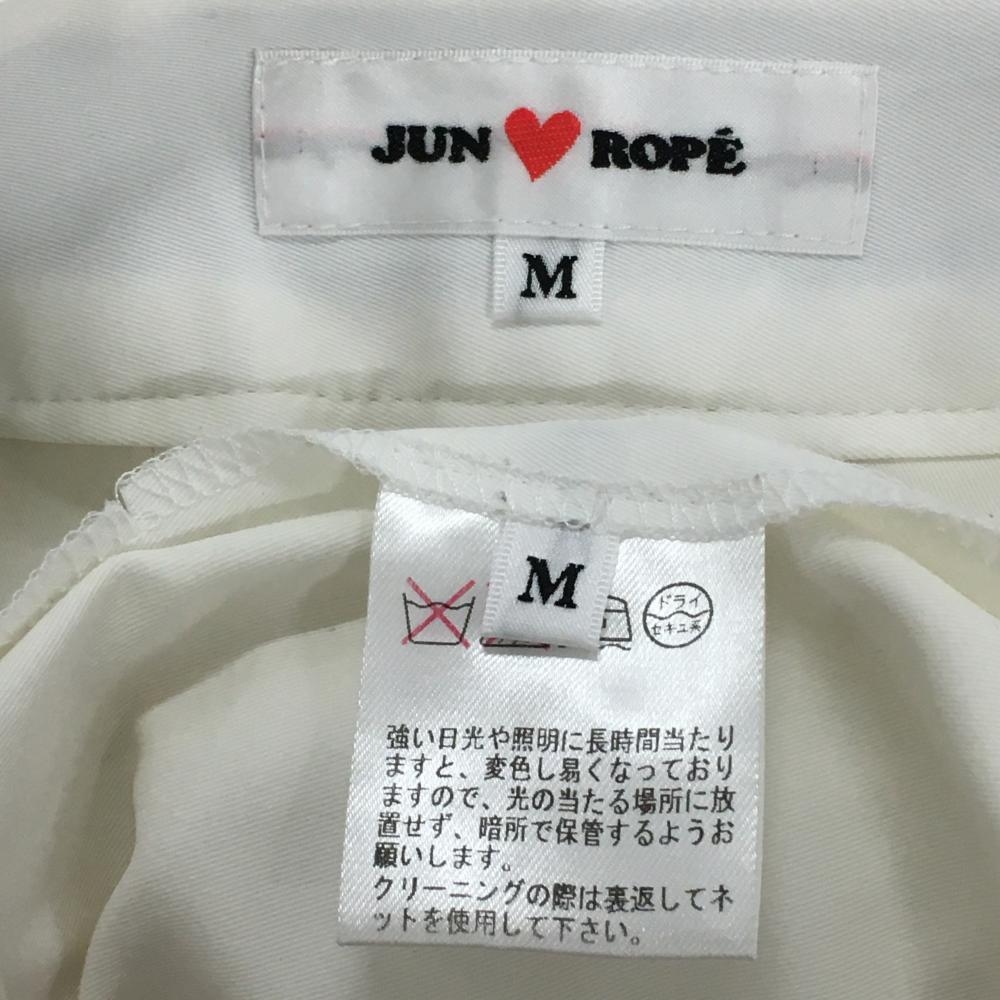 JUN ROPÉ
M
M
ドライ
セキユ系
強い日光や照明に長時間当たり
ますと、変色し易くなっており
ますので、光の当たる場所に放
置せず、暗所で保管するようお
願いします。
クリーニングの際は裏返してネ
ットを使用して下さい。